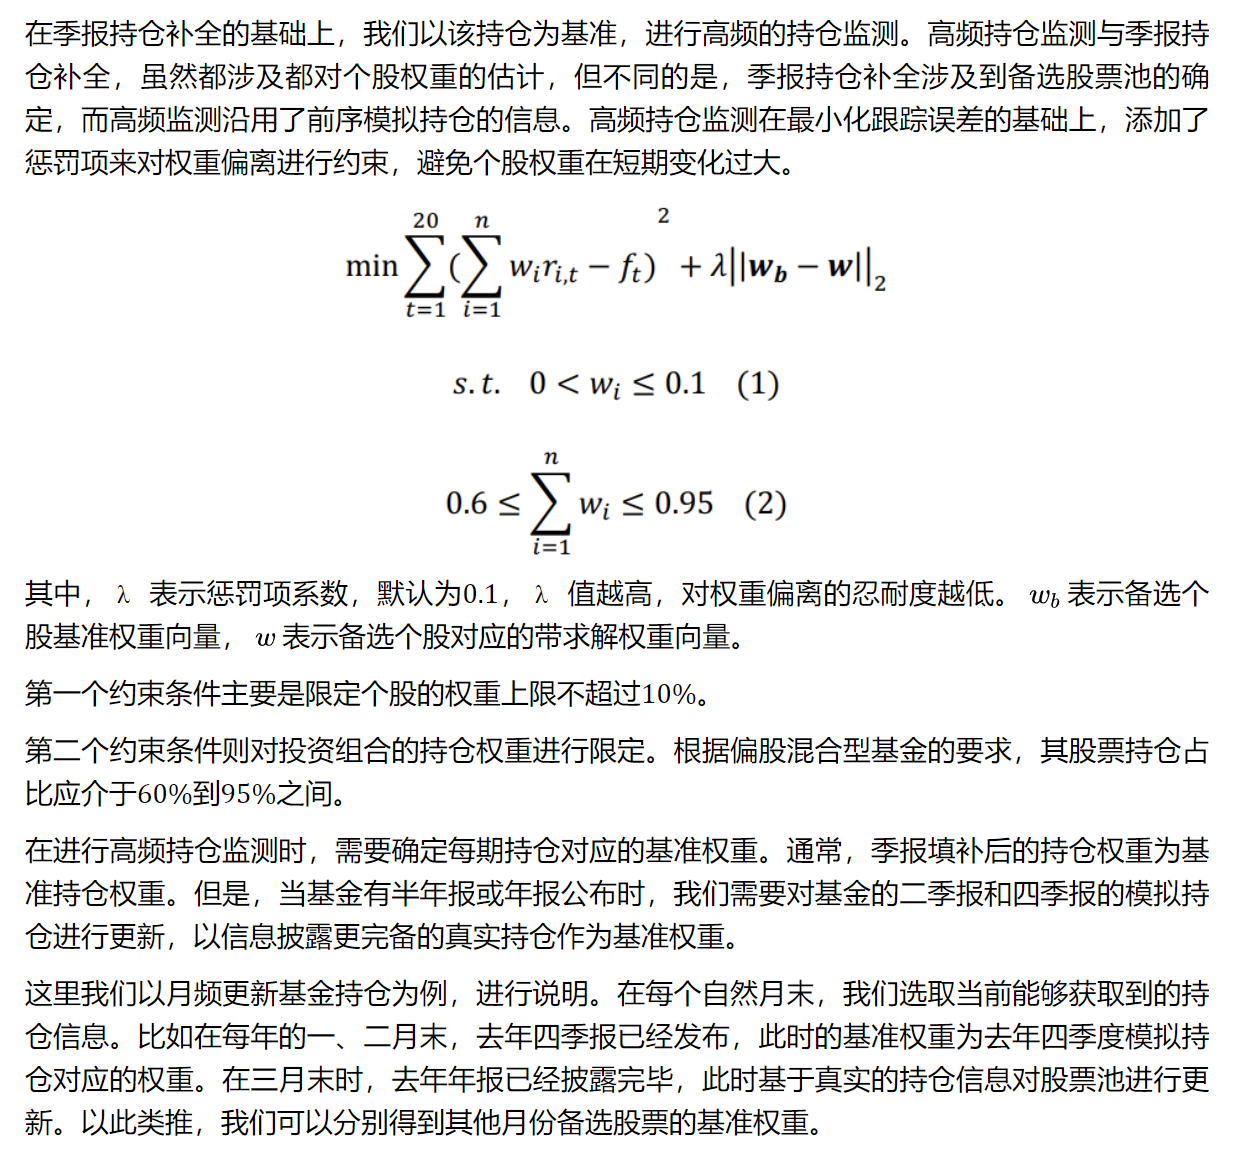 在季报持仓补全的基础上，我们以该持仓为基准，进行高频的持仓监测。高频持仓监测与季报持
仓补全，虽然都涉及都对个股权重的估计，但不同的是，季报持仓补全涉及到备选股票池的确
定，而高频监测沿用了前序模拟持仓的信息。高频持仓监测在最小化跟踪误差的基础上，添加了
惩罚项来对权重偏离进行约束，避免个股权重在短期变化过大。
min ∑_{t=1}^{20} (∑_{i=1}^{n} w_i r_{i,t} − f_t)^2 + λ||w_b − w||_2
s.t. 0 < w_i ≤ 0.1 (1)
0.6 ≤ ∑_{i=1}^{n} w_i ≤ 0.95 (2)
其中， λ 表示惩罚项系数，默认为0.1， λ 值越高，对权重偏离的忍耐度越低。 w_b 表示备选个
股基准权重向量， w 表示备选个股对应的带求解权重向量。
第一个约束条件主要是限定个股的权重上限不超过10%。
第二个约束条件则对投资组合的持仓权重进行限定。根据偏股混合型基金的要求，其股票持仓占
比应介于60%到95%之间。
在进行高频持仓监测时，需要确定每期持仓对应的基准权重。通常，季报填补后的持仓权重为基
准持仓权重。但是，当基金有半年报或年报公布时，我们需要对基金的二季报和四季报的模拟持
仓进行更新，以信息披露更完备的真实持仓作为基准权重。
这里我们以月频更新基金持仓为例，进行说明。在每个自然月末，我们选取当前能够获取到的持
仓信息。比如在每年的一、二月末，去年四季报已经发布，此时的基准权重为去年四季度模拟持
仓对应的权重。在三月末时，去年年报已经披露完毕，此时基于真实的持仓信息对股票池进行更
新。以此类推，我们可以分别得到其他月份备选股票的基准权重。